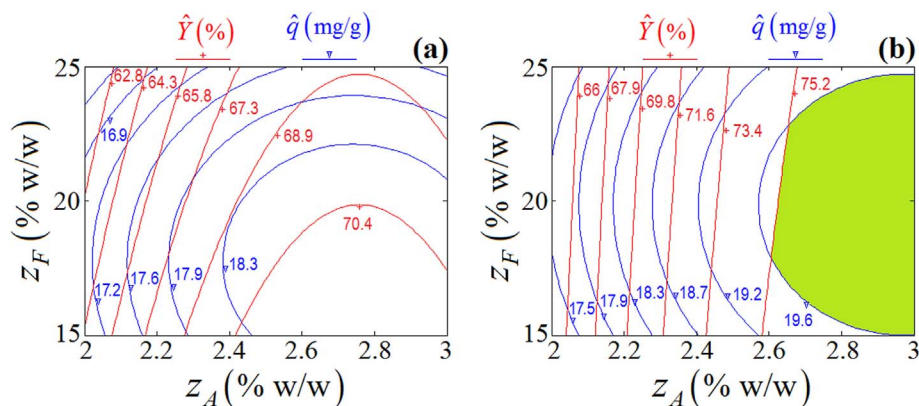 Ŷ (%) q̂ (mg/g) (a)
25
62.8 64.3 65.8 67.3 68.9
16.9
20
70.4
17.2 17.6 17.9 18.3
15
2 2.2 2.4 2.6 2.8 3
z_A (% w/w)
z_F (% w/w)
Ŷ (%) q̂ (mg/g) (b)
25
66 67.9 69.8 71.6 73.4 75.2
20
17.5 17.9 18.3 18.7 19.2 19.6
15
2 2.2 2.4 2.6 2.8 3
z_A (% w/w)
z_F (% w/w)